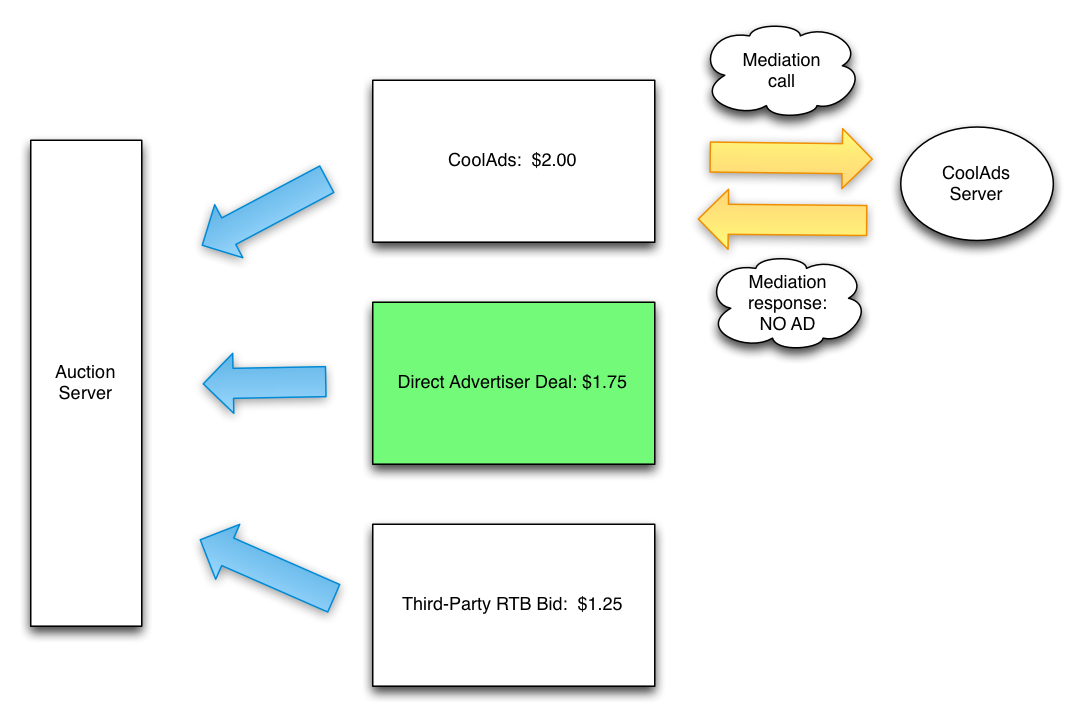 Mediation
call
CoolAds:  $2.00
CoolAds
Server
Mediation
response:
NO AD
Auction
Server
Direct Advertiser Deal: $1.75
Third-Party RTB Bid:  $1.25